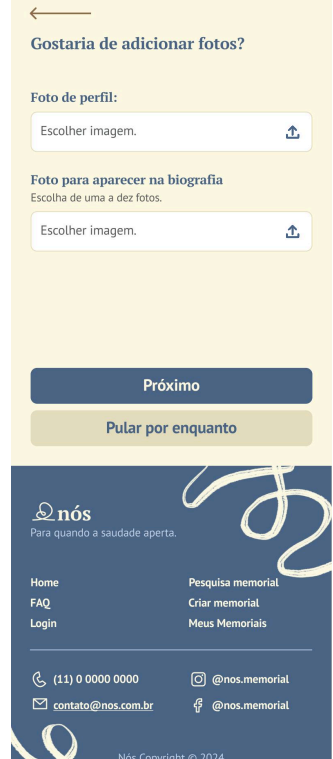 Gostaria de adicionar fotos?
Foto de perfil:
Escolher imagem.
Foto para aparecer na biografia
Escolha de uma a dez fotos.
Escolher imagem.
Próximo
Pular por enquanto
nós
Para quando a saudade aperta.
Home
FAQ
Login
Pesquisa memorial
Criar memorial
Meus Memoriais
(11) 0 0000 0000
contato@nos.com.br
@nos.memorial
@nos.memorial
Nós Copyright © 2024